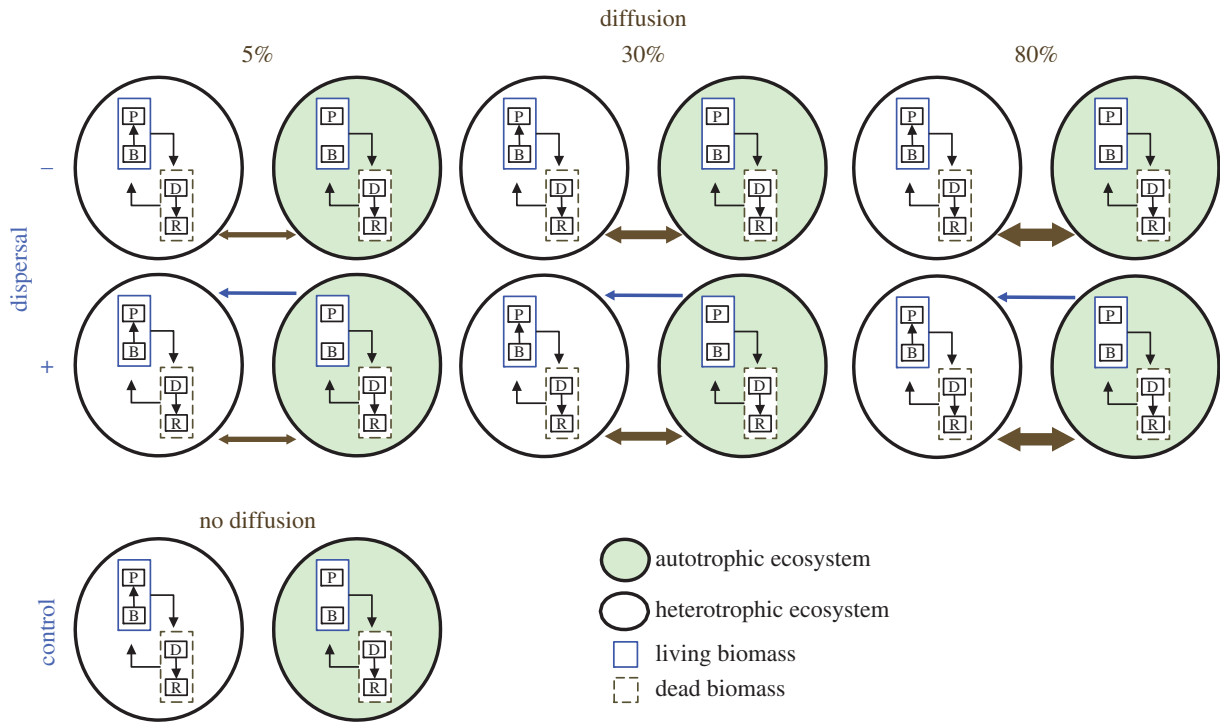 diffusion
5% 30% 80%
dispersal
−
P P P P P P
B B B B B B
D D D D D D
R R R R R R
+
P P P P P P
B B B B B B
D D D D D D
R R R R R R
no diffusion
control
P P
B B
D D
R R
autotrophic ecosystem
heterotrophic ecosystem
living biomass
dead biomass